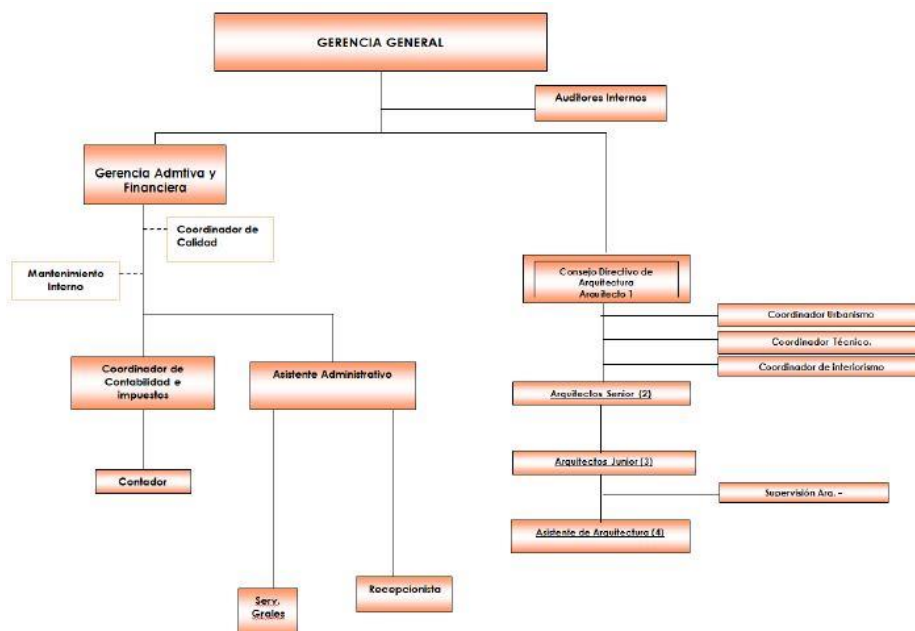 GERENCIA GENERAL
Auditores Internos
Gerencia Admtiva y
Financiera
Coordinador de
Calidad
Mantenimiento
Interno
Consejo Directivo de
Arquitectura
Arquitecto 1
Coordinador Urbanismo
Coordinador Técnico.
Coordinador de interiorismo
Coordinador de
Contabilidad e
impuestos
Asistente Administrativo
Arquitectos Senior (2)
Arquitectos Junior (3)
Contador
Supervisión Arq. –
Asistente de Arquitectura (4)
Recepcionista
Serv.
Grales